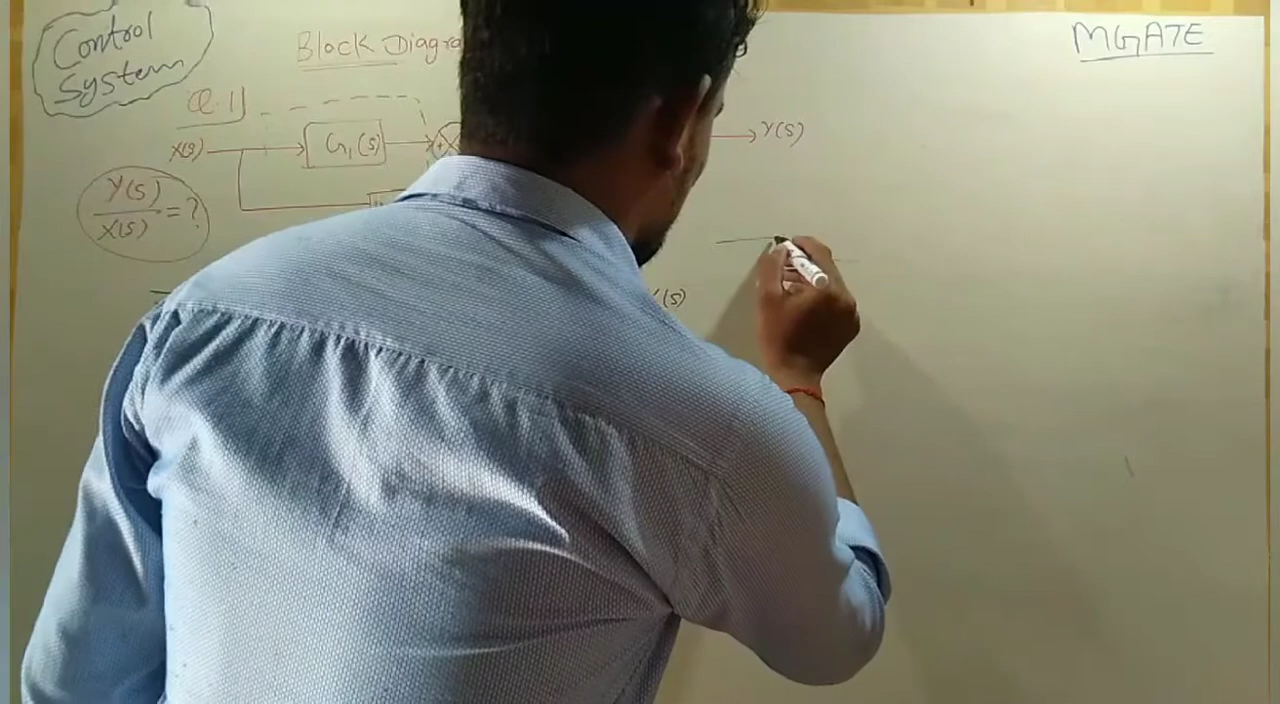 Control
System
Block Diagra
MGATE
Q.1]
X(s)
G₁(s)
+
Y(s)
Y(s)
X(s)
= ?
(s)